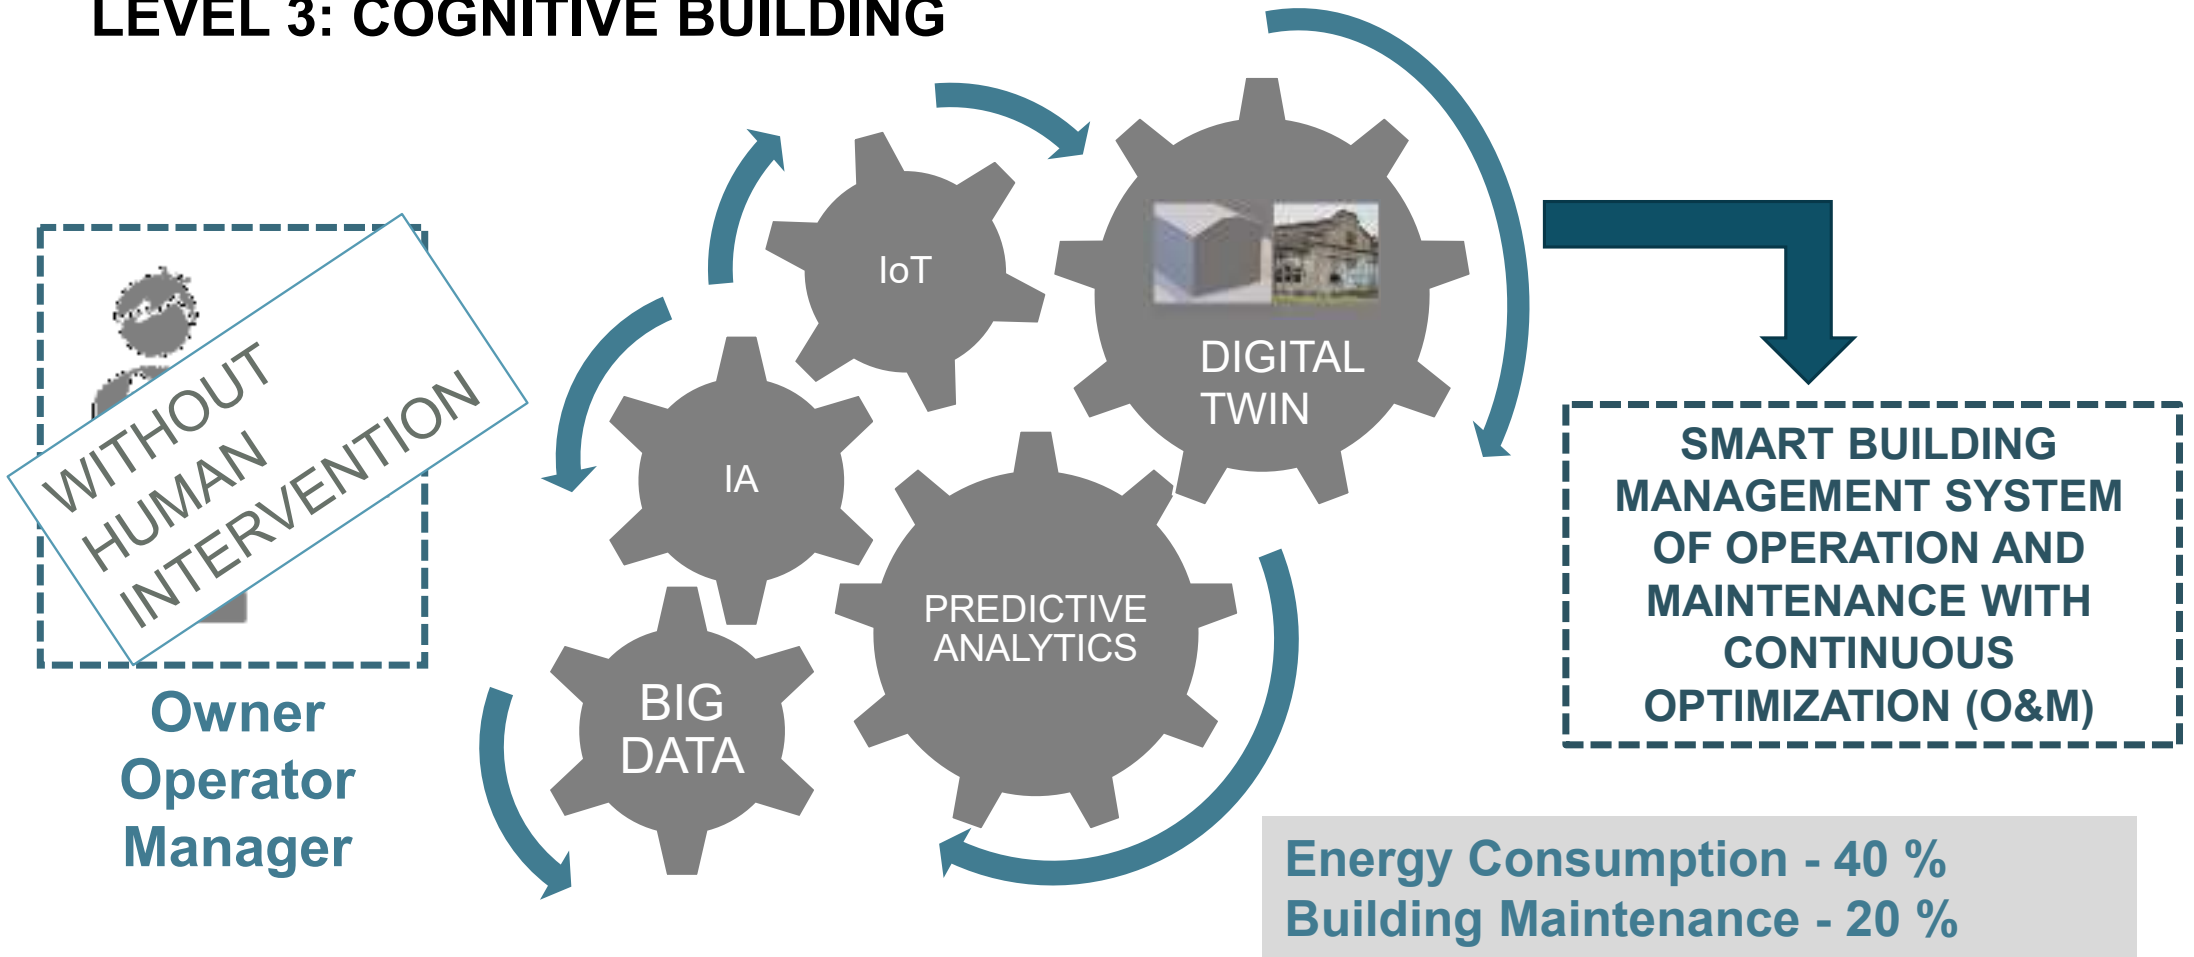 LEVEL 3: COGNITIVE BUILDING
WITHOUT
HUMAN
INTERVENTION
Owner
Operator
Manager
IoT
IA
BIG
DATA
PREDICTIVE
ANALYTICS
DIGITAL
TWIN
SMART BUILDING
MANAGEMENT SYSTEM
OF OPERATION AND
MAINTENANCE WITH
CONTINUOUS
OPTIMIZATION (O&M)
Energy Consumption - 40 %
Building Maintenance - 20 %